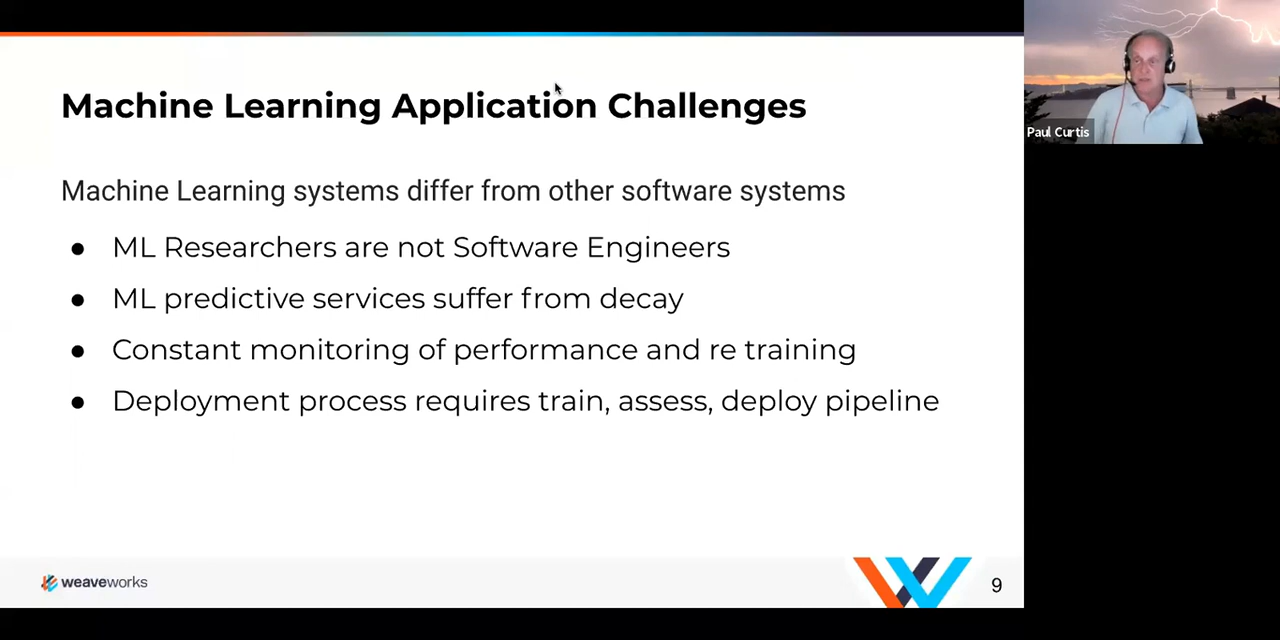 Machine Learning Application Challenges
Machine Learning systems differ from other software systems
● ML Researchers are not Software Engineers
● ML predictive services suffer from decay
● Constant monitoring of performance and re training
● Deployment process requires train, assess, deploy pipeline
weaveworks
9
Paul Curtis